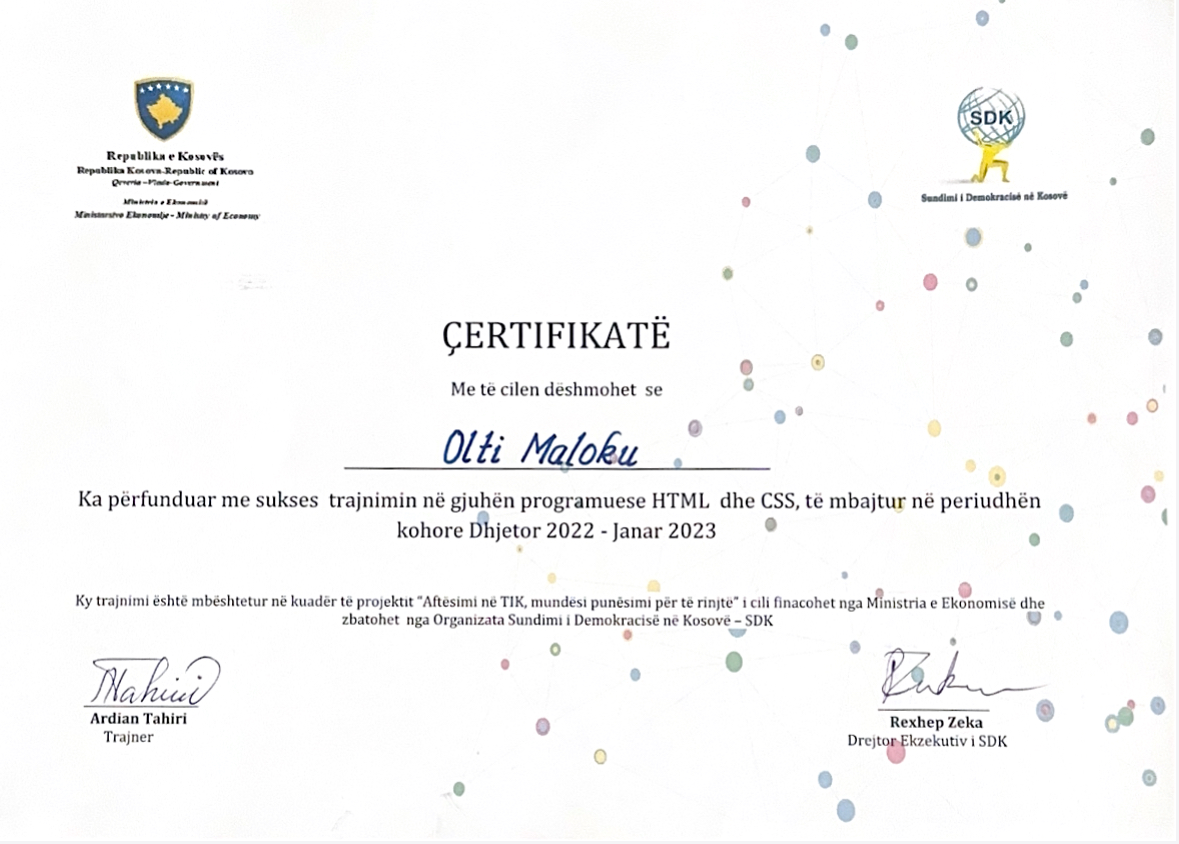 Republika e Kosovës
Republika Kosova-Republic of Kosovo
Qeveria –Vlada-Government
Ministria e Ekonomisë
Ministarstvo Ekonomije - Ministry of Economy
SDK
Sundimi i Demokracisë në Kosovë
ÇERTIFIKATË
Me të cilen dëshmohet se
Olti Maloku
Ka përfunduar me sukses trajnimin në gjuhën programuese HTML dhe CSS, të mbajtur në periudhën
kohore Dhjetor 2022 - Janar 2023
Ky trajnimi është mbështetur në kuadër të projektit "Aftësimi në TIK, mundësi punësimi për të rinjtë" i cili finacohet nga Ministria e Ekonomisë dhe
zbatohet nga Organizata Sundimi i Demokracisë në Kosovë – SDK
Ardian Tahiri
Trajner
Rexhep Zeka
Drejtor Ekzekutiv i SDK